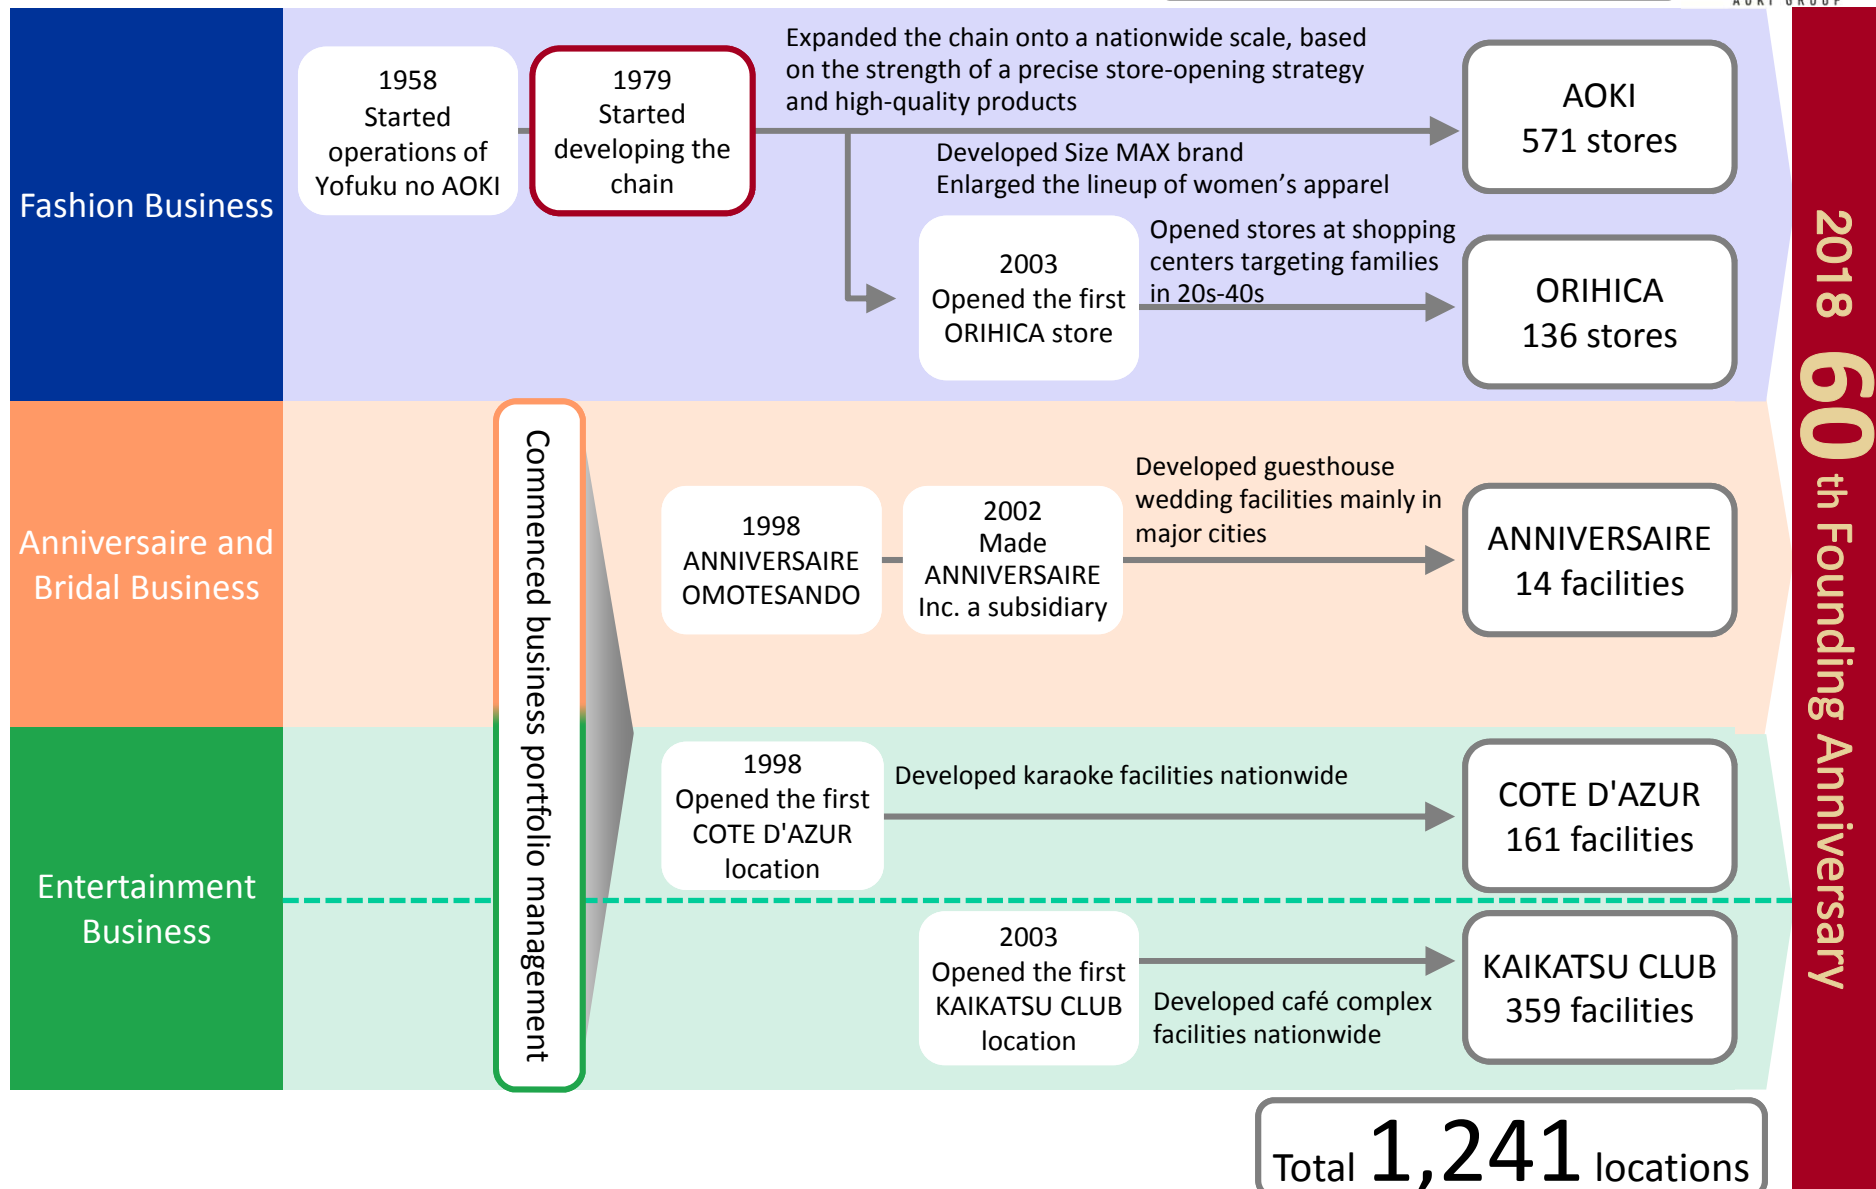 AOKI GROUP
Fashion Business
1958
Started
operations of
Yofuku no AOKI
1979
Started
developing the
chain
Expanded the chain onto a nationwide scale, based
on the strength of a precise store-opening strategy
and high-quality products
Developed Size MAX brand
Enlarged the lineup of women's apparel
AOKI
571 stores
2003
Opened the first
ORIHICA store
Opened stores at shopping
centers targeting families
in 20s-40s
ORIHICA
136 stores
Anniversaire and
Bridal Business
Commenced business portfolio management
1998
ANNIVERSAIRE
OMOTESANDO
2002
Made
ANNIVERSAIRE
Inc. a subsidiary
Developed guesthouse
wedding facilities mainly in
major cities
ANNIVERSAIRE
14 facilities
Entertainment
Business
1998
Opened the first
COTE D'AZUR
location
Developed karaoke facilities nationwide
COTE D'AZUR
161 facilities
2003
Opened the first
KAIKATSU CLUB
location
Developed café complex
facilities nationwide
KAIKATSU CLUB
359 facilities
2018 60th Founding Anniversary
Total 1,241 locations